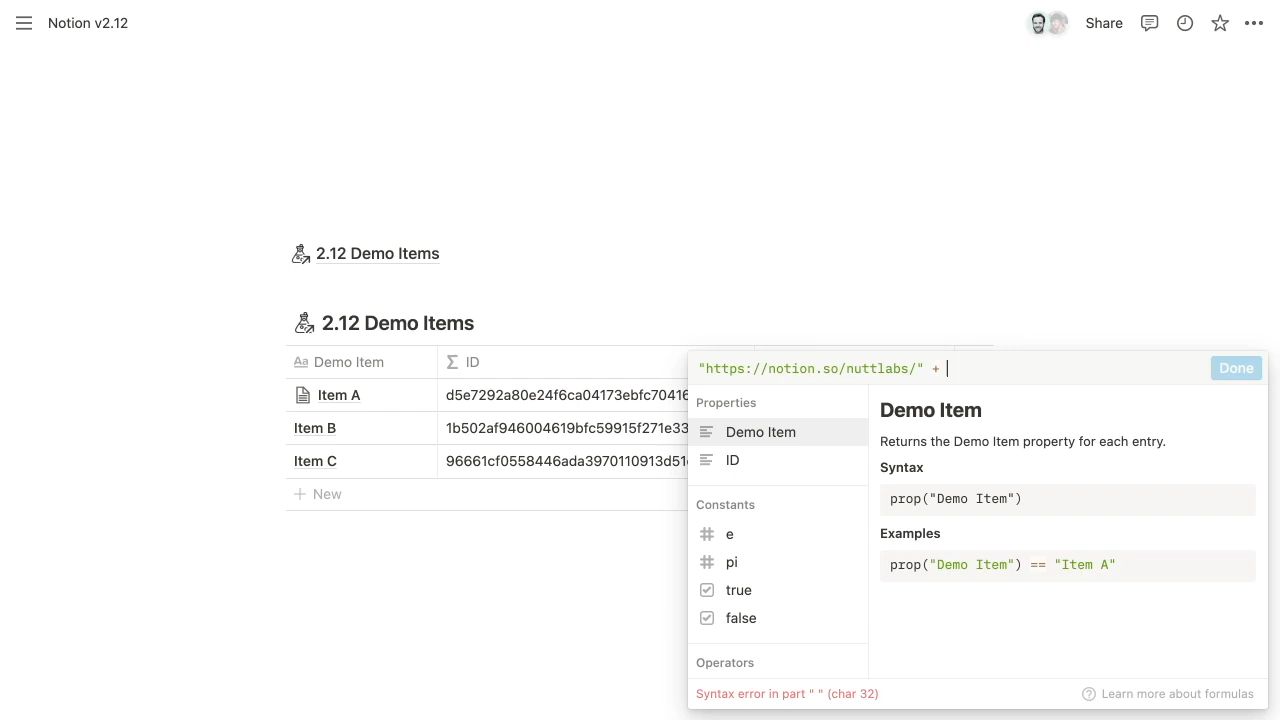 Notion v2.12
Share
2.12 Demo Items
2.12 Demo Items
Aa Demo Item
ID
Item A
d5e7292a80e24f6ca04173ebfc70416
Item B
1b502af946004619bfc59915f271e33
Item C
96661cf0558446ada3970110913d51
New
"https://notion.so/nuttlabs/" +
Done
Properties
Demo Item
ID
Constants
e
pi
true
false
Operators
Demo Item
Returns the Demo Item property for each entry.
Syntax
prop("Demo Item")
Examples
prop("Demo Item") == "Item A"
Syntax error in part " " (char 32)
Learn more about formulas